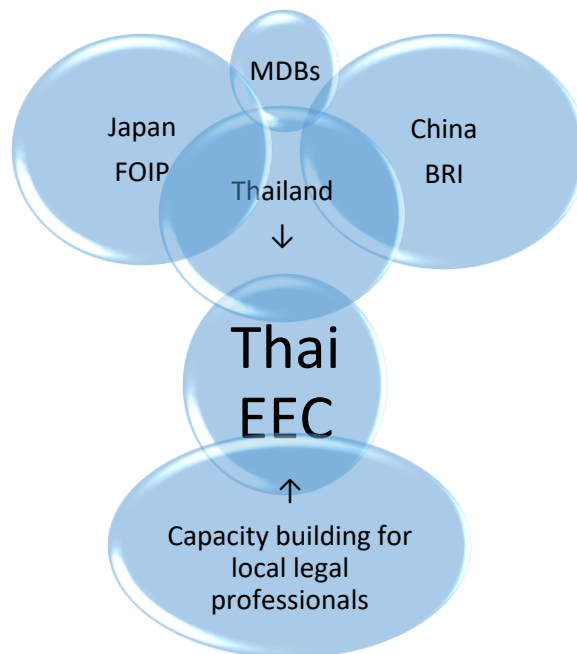 MDBs
Japan
FOIP
China
BRI
Thailand
↓
Thai
EEC
↑
Capacity building for
local legal
professionals